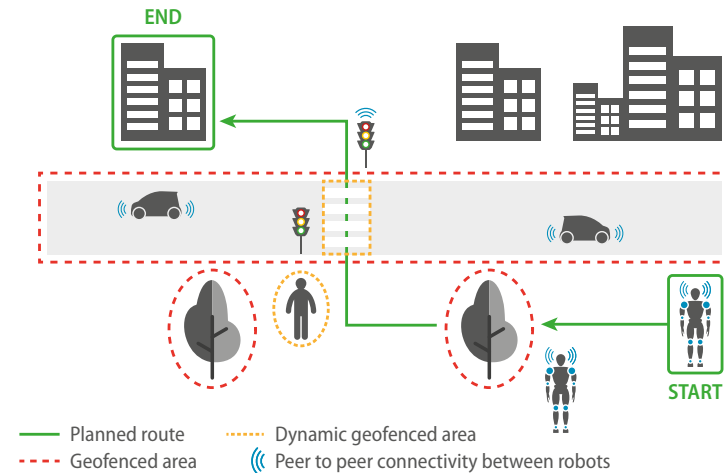 END
START
Planned route
Dynamic geofenced area
Geofenced area
Peer to peer connectivity between robots